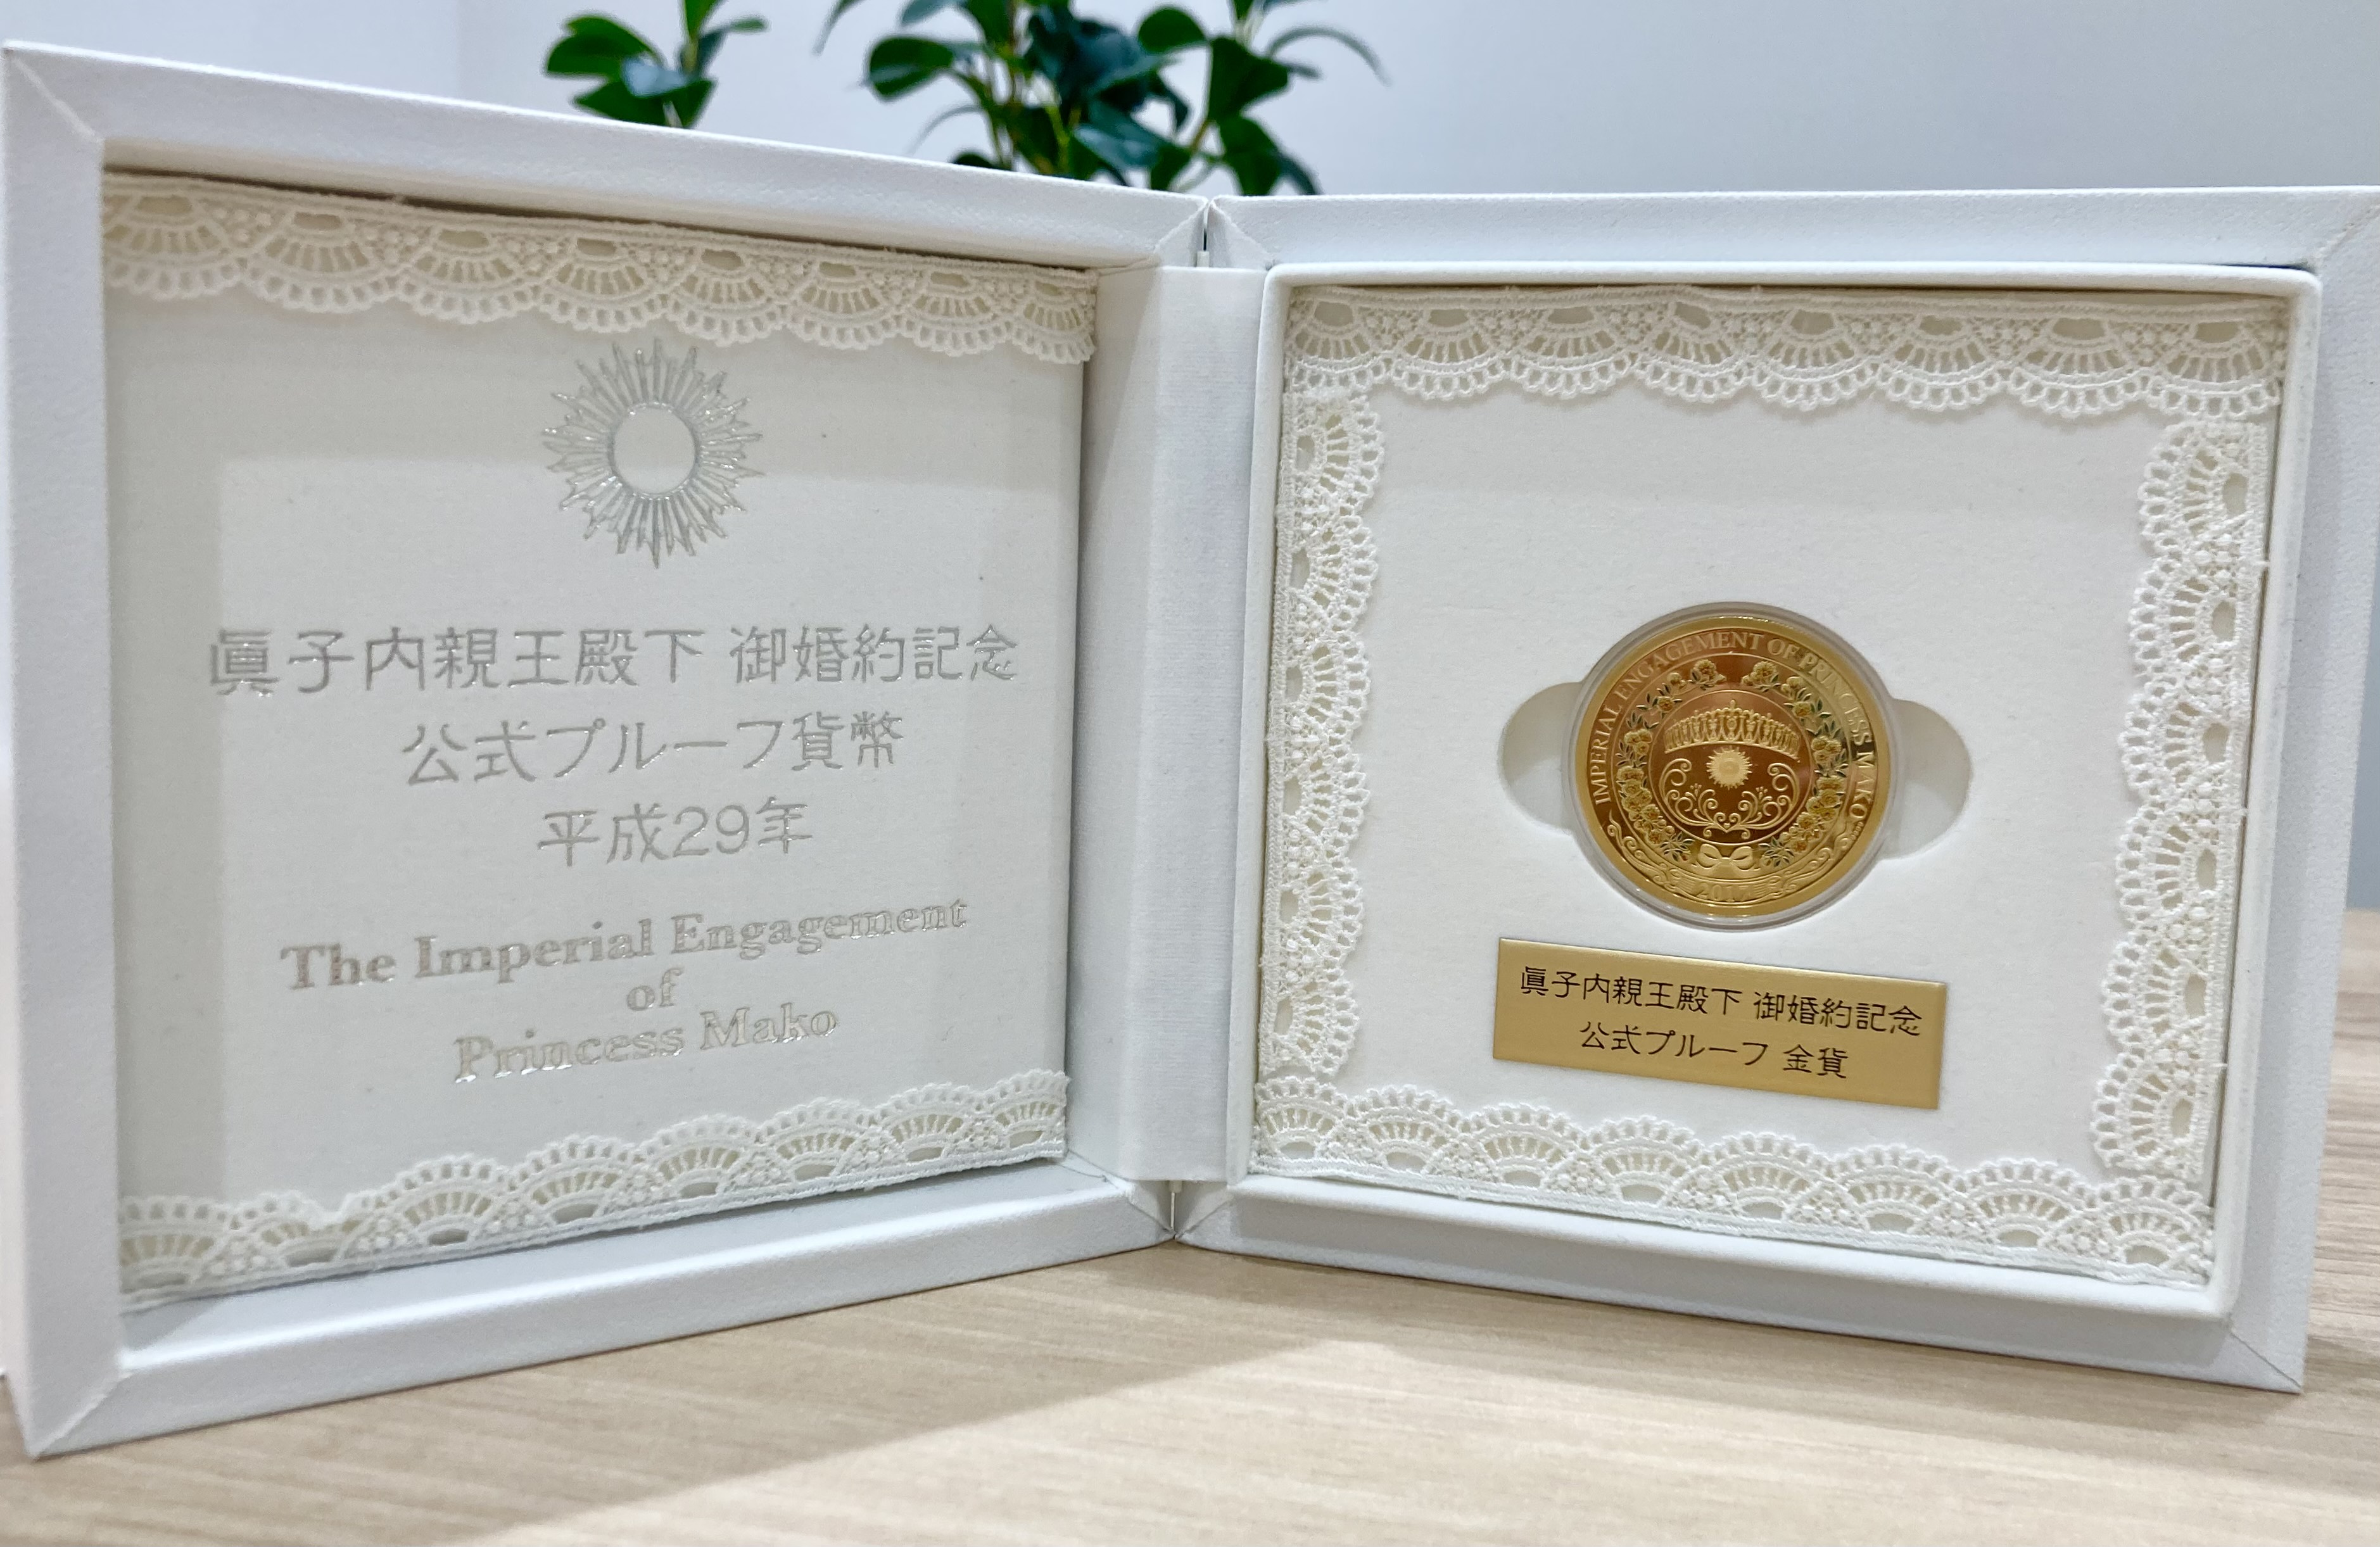 眞子内親王殿下 御婚約記念
公式プルーフ貨幣
平成29年
The Imperial Engagement
of
Princess Mako
IMPERIAL ENGAGEMENT OF PRINCESS MAKO
2017
眞子内親王殿下 御婚約記念
公式プルーフ 金貨